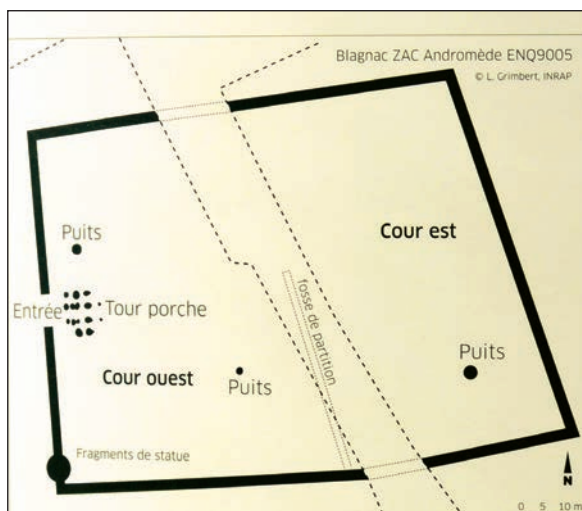 Blagnac ZAC Andromède ENQ9005
© L. Grimbert, INRAP
Puits
Cour est
Entrée
Tour porche
fosse de partition
Cour ouest
Puits
Puits
Fragments de statue
N
0 5 10 m